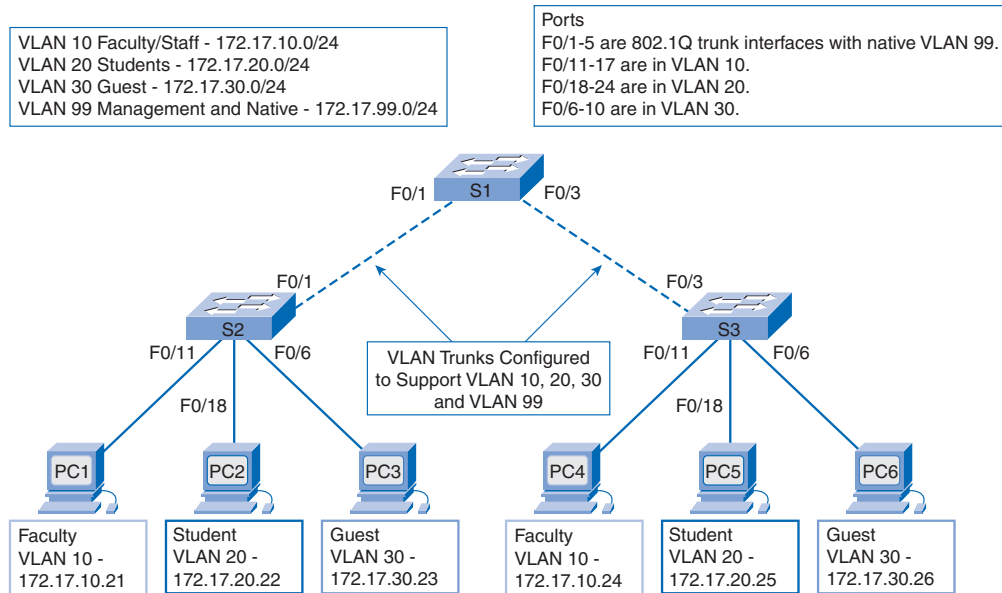 VLAN 10 Faculty/Staff - 172.17.10.0/24
VLAN 20 Students - 172.17.20.0/24
VLAN 30 Guest - 172.17.30.0/24
VLAN 99 Management and Native - 172.17.99.0/24
Ports
F0/1-5 are 802.1Q trunk interfaces with native VLAN 99.
F0/11-17 are in VLAN 10.
F0/18-24 are in VLAN 20.
F0/6-10 are in VLAN 30.
F0/1
S1
F0/3
F0/1
F0/3
S2
S3
F0/11
F0/6
F0/18
VLAN Trunks Configured
to Support VLAN 10, 20, 30
and VLAN 99
F0/11
F0/6
F0/18
PC1
PC2
PC3
PC4
PC5
PC6
Faculty
VLAN 10 -
172.17.10.21
Student
VLAN 20 -
172.17.20.22
Guest
VLAN 30 -
172.17.30.23
Faculty
VLAN 10 -
172.17.10.24
Student
VLAN 20 -
172.17.20.25
Guest
VLAN 30 -
172.17.30.26